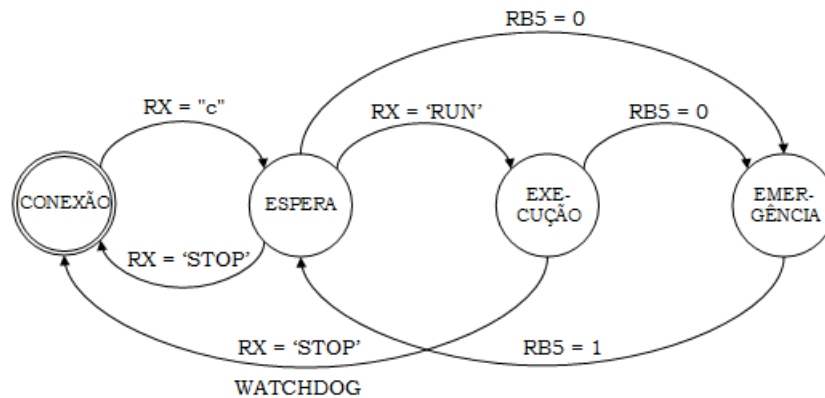 RB5 = 0
RX = "c"
RX = ‘RUN’
RB5 = 0
CONEXÃO
ESPERA
EXE-
CUÇÃO
EMER-
GÊNCIA
RX = ‘STOP’
RX = ‘STOP’
RB5 = 1
WATCHDOG